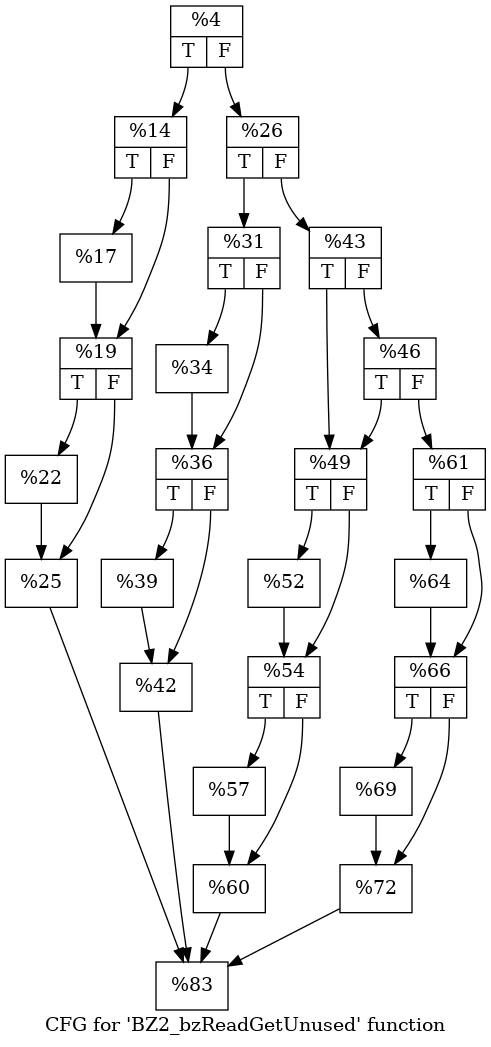 %4
T F
%14
T F
%26
T F
%17
%31
T F
%43
T F
%19
T F
%34
%46
T F
%22
%36
T F
%49
T F
%61
T F
%25
%39
%52
%64
%42
%54
T F
%66
T F
%57
%69
%60
%72
%83
CFG for 'BZ2_bzReadGetUnused' function